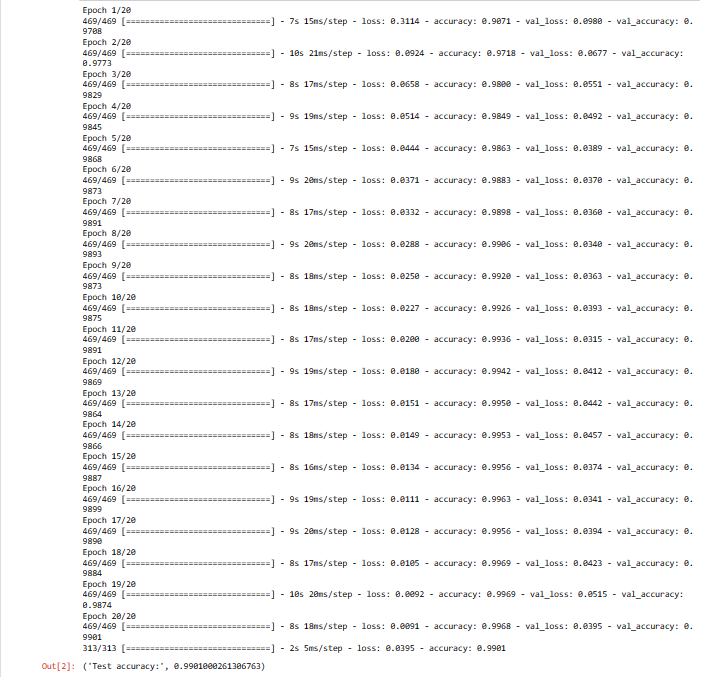 Epoch 1/20
469/469 [==============================] - 7s 15ms/step - loss: 0.3114 - accuracy: 0.9071 - val_loss: 0.0980 - val_accuracy: 0.
9708
Epoch 2/20
469/469 [==============================] - 10s 21ms/step - loss: 0.0924 - accuracy: 0.9718 - val_loss: 0.0677 - val_accuracy:
0.9773
Epoch 3/20
469/469 [==============================] - 8s 17ms/step - loss: 0.0658 - accuracy: 0.9800 - val_loss: 0.0551 - val_accuracy: 0.
9829
Epoch 4/20
469/469 [==============================] - 9s 19ms/step - loss: 0.0514 - accuracy: 0.9849 - val_loss: 0.0492 - val_accuracy: 0.
9845
Epoch 5/20
469/469 [==============================] - 7s 15ms/step - loss: 0.0444 - accuracy: 0.9863 - val_loss: 0.0389 - val_accuracy: 0.
9868
Epoch 6/20
469/469 [==============================] - 9s 20ms/step - loss: 0.0371 - accuracy: 0.9883 - val_loss: 0.0370 - val_accuracy: 0.
9873
Epoch 7/20
469/469 [==============================] - 8s 17ms/step - loss: 0.0332 - accuracy: 0.9898 - val_loss: 0.0360 - val_accuracy: 0.
9891
Epoch 8/20
469/469 [==============================] - 9s 20ms/step - loss: 0.0288 - accuracy: 0.9906 - val_loss: 0.0340 - val_accuracy: 0.
9893
Epoch 9/20
469/469 [==============================] - 8s 18ms/step - loss: 0.0250 - accuracy: 0.9920 - val_loss: 0.0363 - val_accuracy: 0.
9873
Epoch 10/20
469/469 [==============================] - 8s 18ms/step - loss: 0.0227 - accuracy: 0.9926 - val_loss: 0.0393 - val_accuracy: 0.
9875
Epoch 11/20
469/469 [==============================] - 8s 17ms/step - loss: 0.0200 - accuracy: 0.9936 - val_loss: 0.0315 - val_accuracy: 0.
9891
Epoch 12/20
469/469 [==============================] - 9s 19ms/step - loss: 0.0180 - accuracy: 0.9942 - val_loss: 0.0412 - val_accuracy: 0.
9869
Epoch 13/20
469/469 [==============================] - 8s 17ms/step - loss: 0.0151 - accuracy: 0.9950 - val_loss: 0.0442 - val_accuracy: 0.
9864
Epoch 14/20
469/469 [==============================] - 8s 18ms/step - loss: 0.0149 - accuracy: 0.9953 - val_loss: 0.0457 - val_accuracy: 0.
9866
Epoch 15/20
469/469 [==============================] - 8s 16ms/step - loss: 0.0134 - accuracy: 0.9956 - val_loss: 0.0374 - val_accuracy: 0.
9887
Epoch 16/20
469/469 [==============================] - 9s 19ms/step - loss: 0.0111 - accuracy: 0.9963 - val_loss: 0.0341 - val_accuracy: 0.
9899
Epoch 17/20
469/469 [==============================] - 9s 20ms/step - loss: 0.0128 - accuracy: 0.9956 - val_loss: 0.0394 - val_accuracy: 0.
9890
Epoch 18/20
469/469 [==============================] - 8s 17ms/step - loss: 0.0105 - accuracy: 0.9969 - val_loss: 0.0423 - val_accuracy: 0.
9884
Epoch 19/20
469/469 [==============================] - 10s 20ms/step - loss: 0.0092 - accuracy: 0.9969 - val_loss: 0.0515 - val_accuracy:
0.9874
Epoch 20/20
469/469 [==============================] - 8s 18ms/step - loss: 0.0091 - accuracy: 0.9968 - val_loss: 0.0395 - val_accuracy: 0.
9901
313/313 [==============================] - 2s 5ms/step - loss: 0.0395 - accuracy: 0.9901
Out[2]: ('Test accuracy:', 0.9901000261306763)